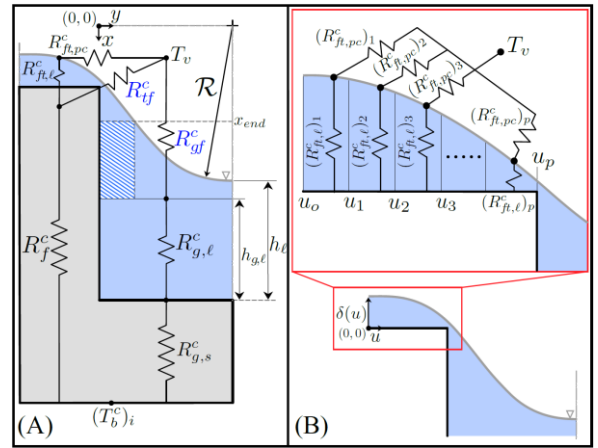 (0,0) y
x
R^c_{ft,pc}
T_v
R^c_{ft,ℓ}
R^c_{tf}
ℛ
x_{end}
R^c_{gf}
R^c_f
R^c_{g,ℓ}
h_{g,ℓ}
h_ℓ
R^c_{g,s}
(A)
(T^c_b)_i
(R^c_{ft,pc})_1
(R^c_{ft,pc})_2
(R^c_{ft,pc})_3
T_v
(R^c_{ft,pc})_p
(R^c_{ft,ℓ})_1
(R^c_{ft,ℓ})_2
(R^c_{ft,ℓ})_3
.....
u_p
u_o u_1 u_2 u_3 (R^c_{ft,ℓ})_p
δ(u)
(0,0) u
(B)